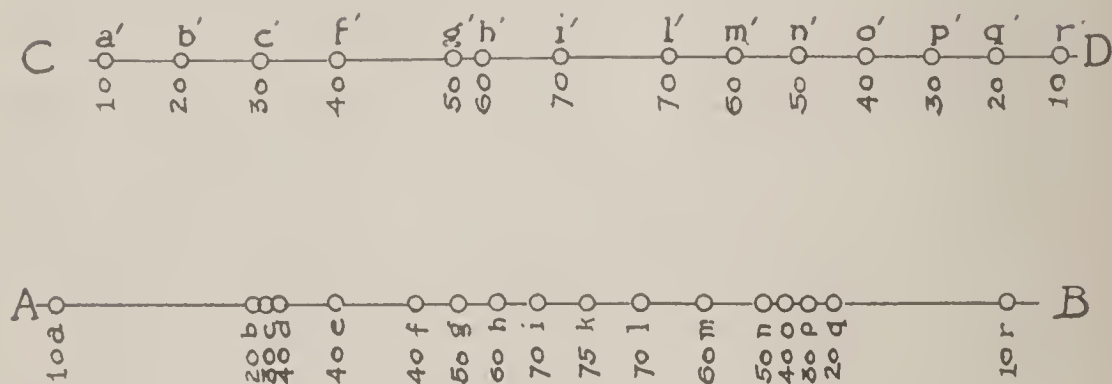 C a′ b′ c′ f′ g′ h′ i′ l′ m′ n′ o′ p′ q′ r′ D
10 20 30 40 50 60 70 70 60 50 40 30 20 10
A B
10 a 20 b 30 c 40 d 40 e 40 f 50 g 60 h 70 i 75 k 70 l 60 m 50 n 40 o 30 p 20 q 10 r